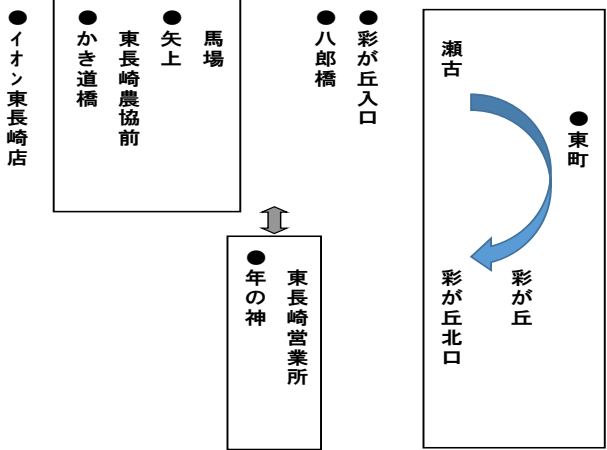 ●東町
瀬古
彩が丘
彩が丘北口
●彩が丘入口
●八郎橋
馬場
●矢上
東長崎農協前
●かき道橋
東長崎営業所
●年の神
●イオン東長崎店